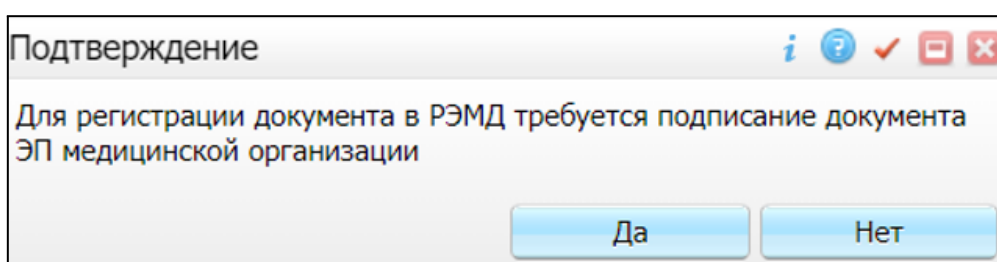 Подтверждение
Для регистрации документа в РЭМД требуется подписание документа
ЭП медицинской организации
Да
Нет